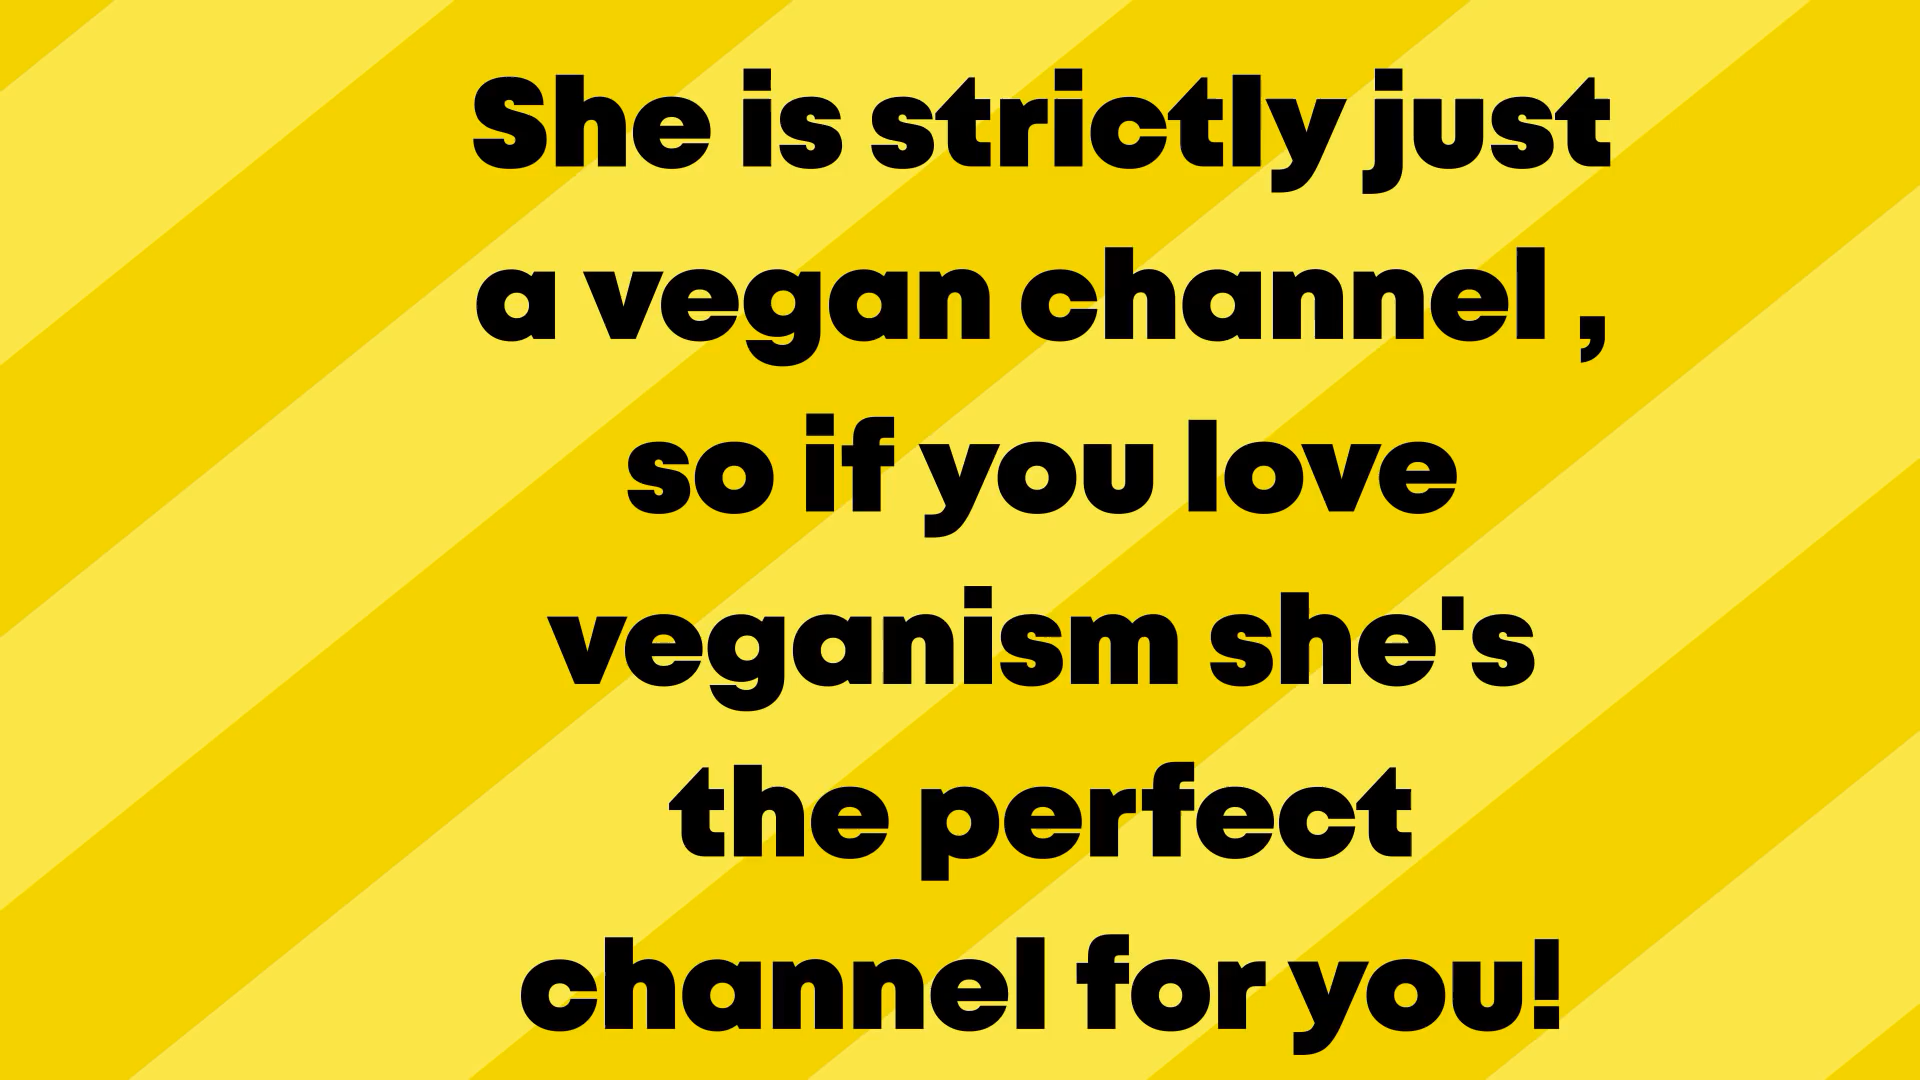 She is strictly just
a vegan channel ,
so if you love
veganism she's
the perfect
channel for you!